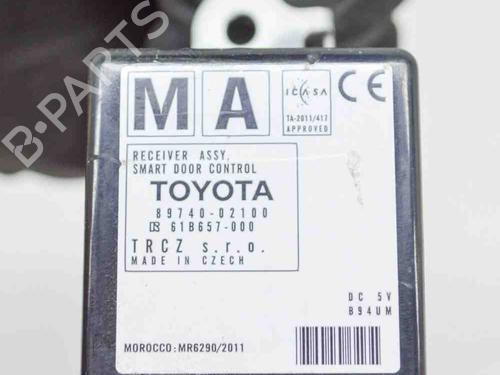 M A
ICASA
TA-2011/417
APPROVED
CE
RECEIVER ASSY,
SMART DOOR CONTROL
TOYOTA
89740-02100
61B657-000
TRCZ s.r.o.
MADE IN CZECH
DC 5V
B94UM
MOROCCO:MR6290/2011